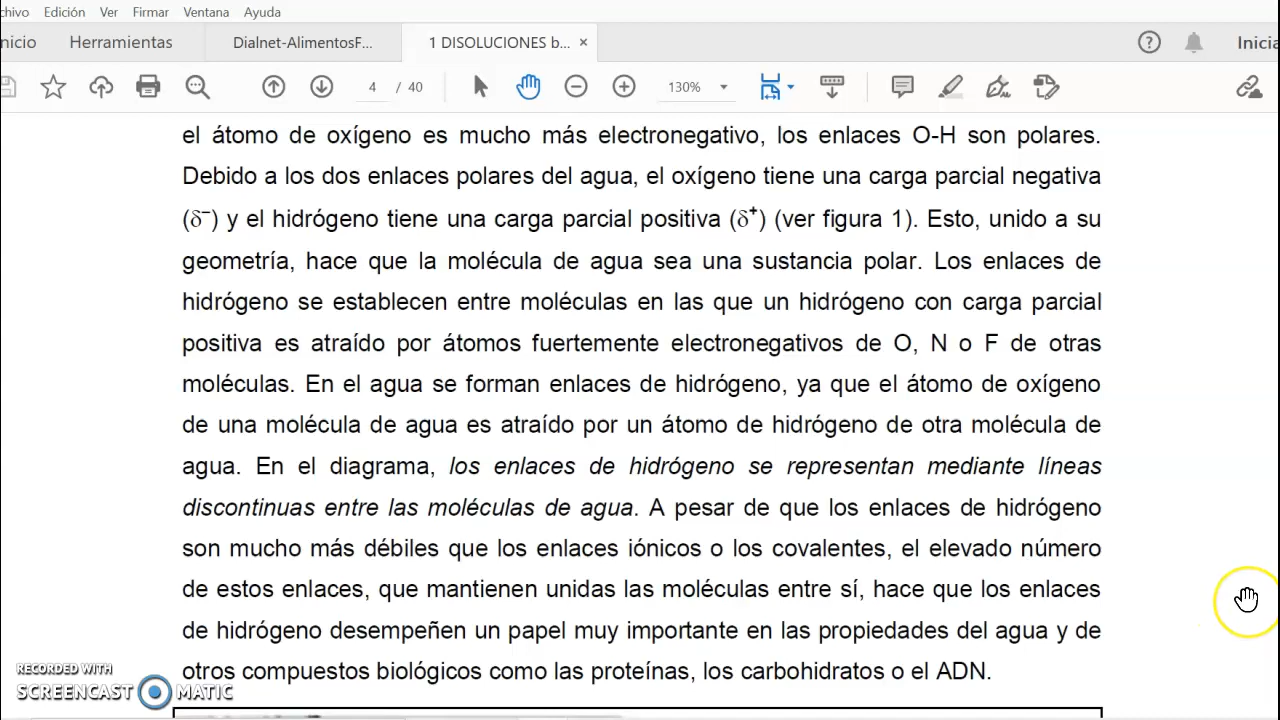 chivo Edición Ver Firmar Ventana Ayuda
nicio Herramientas Dialnet-AlimentosF... 1 DISOLUCIONES b... × ? Inicia
4 / 40 130%
el átomo de oxígeno es mucho más electronegativo, los enlaces O-H son polares.
Debido a los dos enlaces polares del agua, el oxígeno tiene una carga parcial negativa
(δ⁻) y el hidrógeno tiene una carga parcial positiva (δ⁺) (ver figura 1). Esto, unido a su
geometría, hace que la molécula de agua sea una sustancia polar. Los enlaces de
hidrógeno se establecen entre moléculas en las que un hidrógeno con carga parcial
positiva es atraído por átomos fuertemente electronegativos de O, N o F de otras
moléculas. En el agua se forman enlaces de hidrógeno, ya que el átomo de oxígeno
de una molécula de agua es atraído por un átomo de hidrógeno de otra molécula de
agua. En el diagrama, los enlaces de hidrógeno se representan mediante líneas
discontinuas entre las moléculas de agua. A pesar de que los enlaces de hidrógeno
son mucho más débiles que los enlaces iónicos o los covalentes, el elevado número
de estos enlaces, que mantienen unidas las moléculas entre sí, hace que los enlaces
de hidrógeno desempeñen un papel muy importante en las propiedades del agua y de
otros compuestos biológicos como las proteínas, los carbohidratos o el ADN.
RECORDED WITH
SCREENCAST MATIC